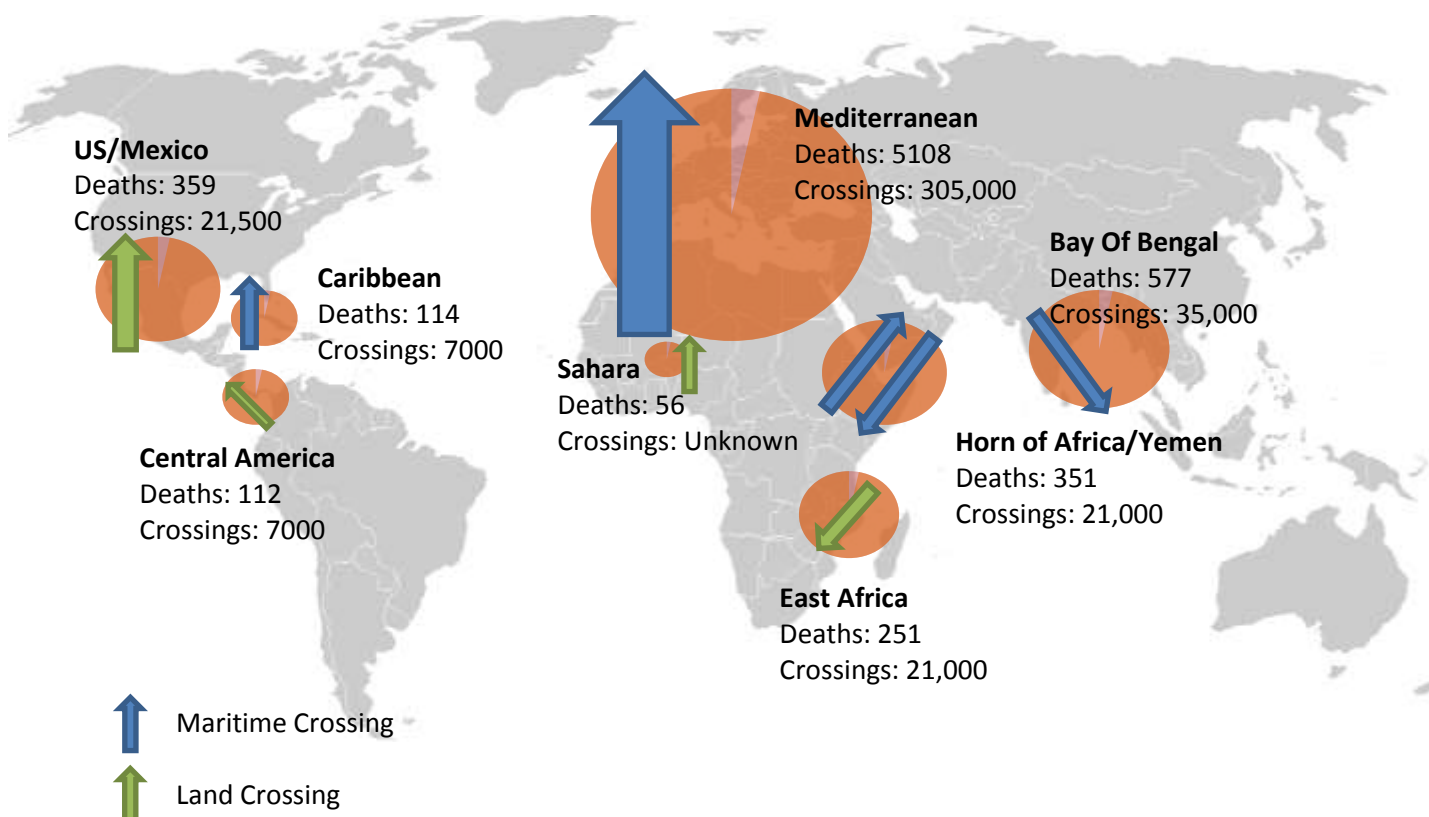 US/Mexico
Deaths: 359
Crossings: 21,500
Caribbean
Deaths: 114
Crossings: 7000
Central America
Deaths: 112
Crossings: 7000
Mediterranean
Deaths: 5108
Crossings: 305,000
Sahara
Deaths: 56
Crossings: Unknown
Bay Of Bengal
Deaths: 577
Crossings: 35,000
Horn of Africa/Yemen
Deaths: 351
Crossings: 21,000
East Africa
Deaths: 251
Crossings: 21,000
Maritime Crossing
Land Crossing